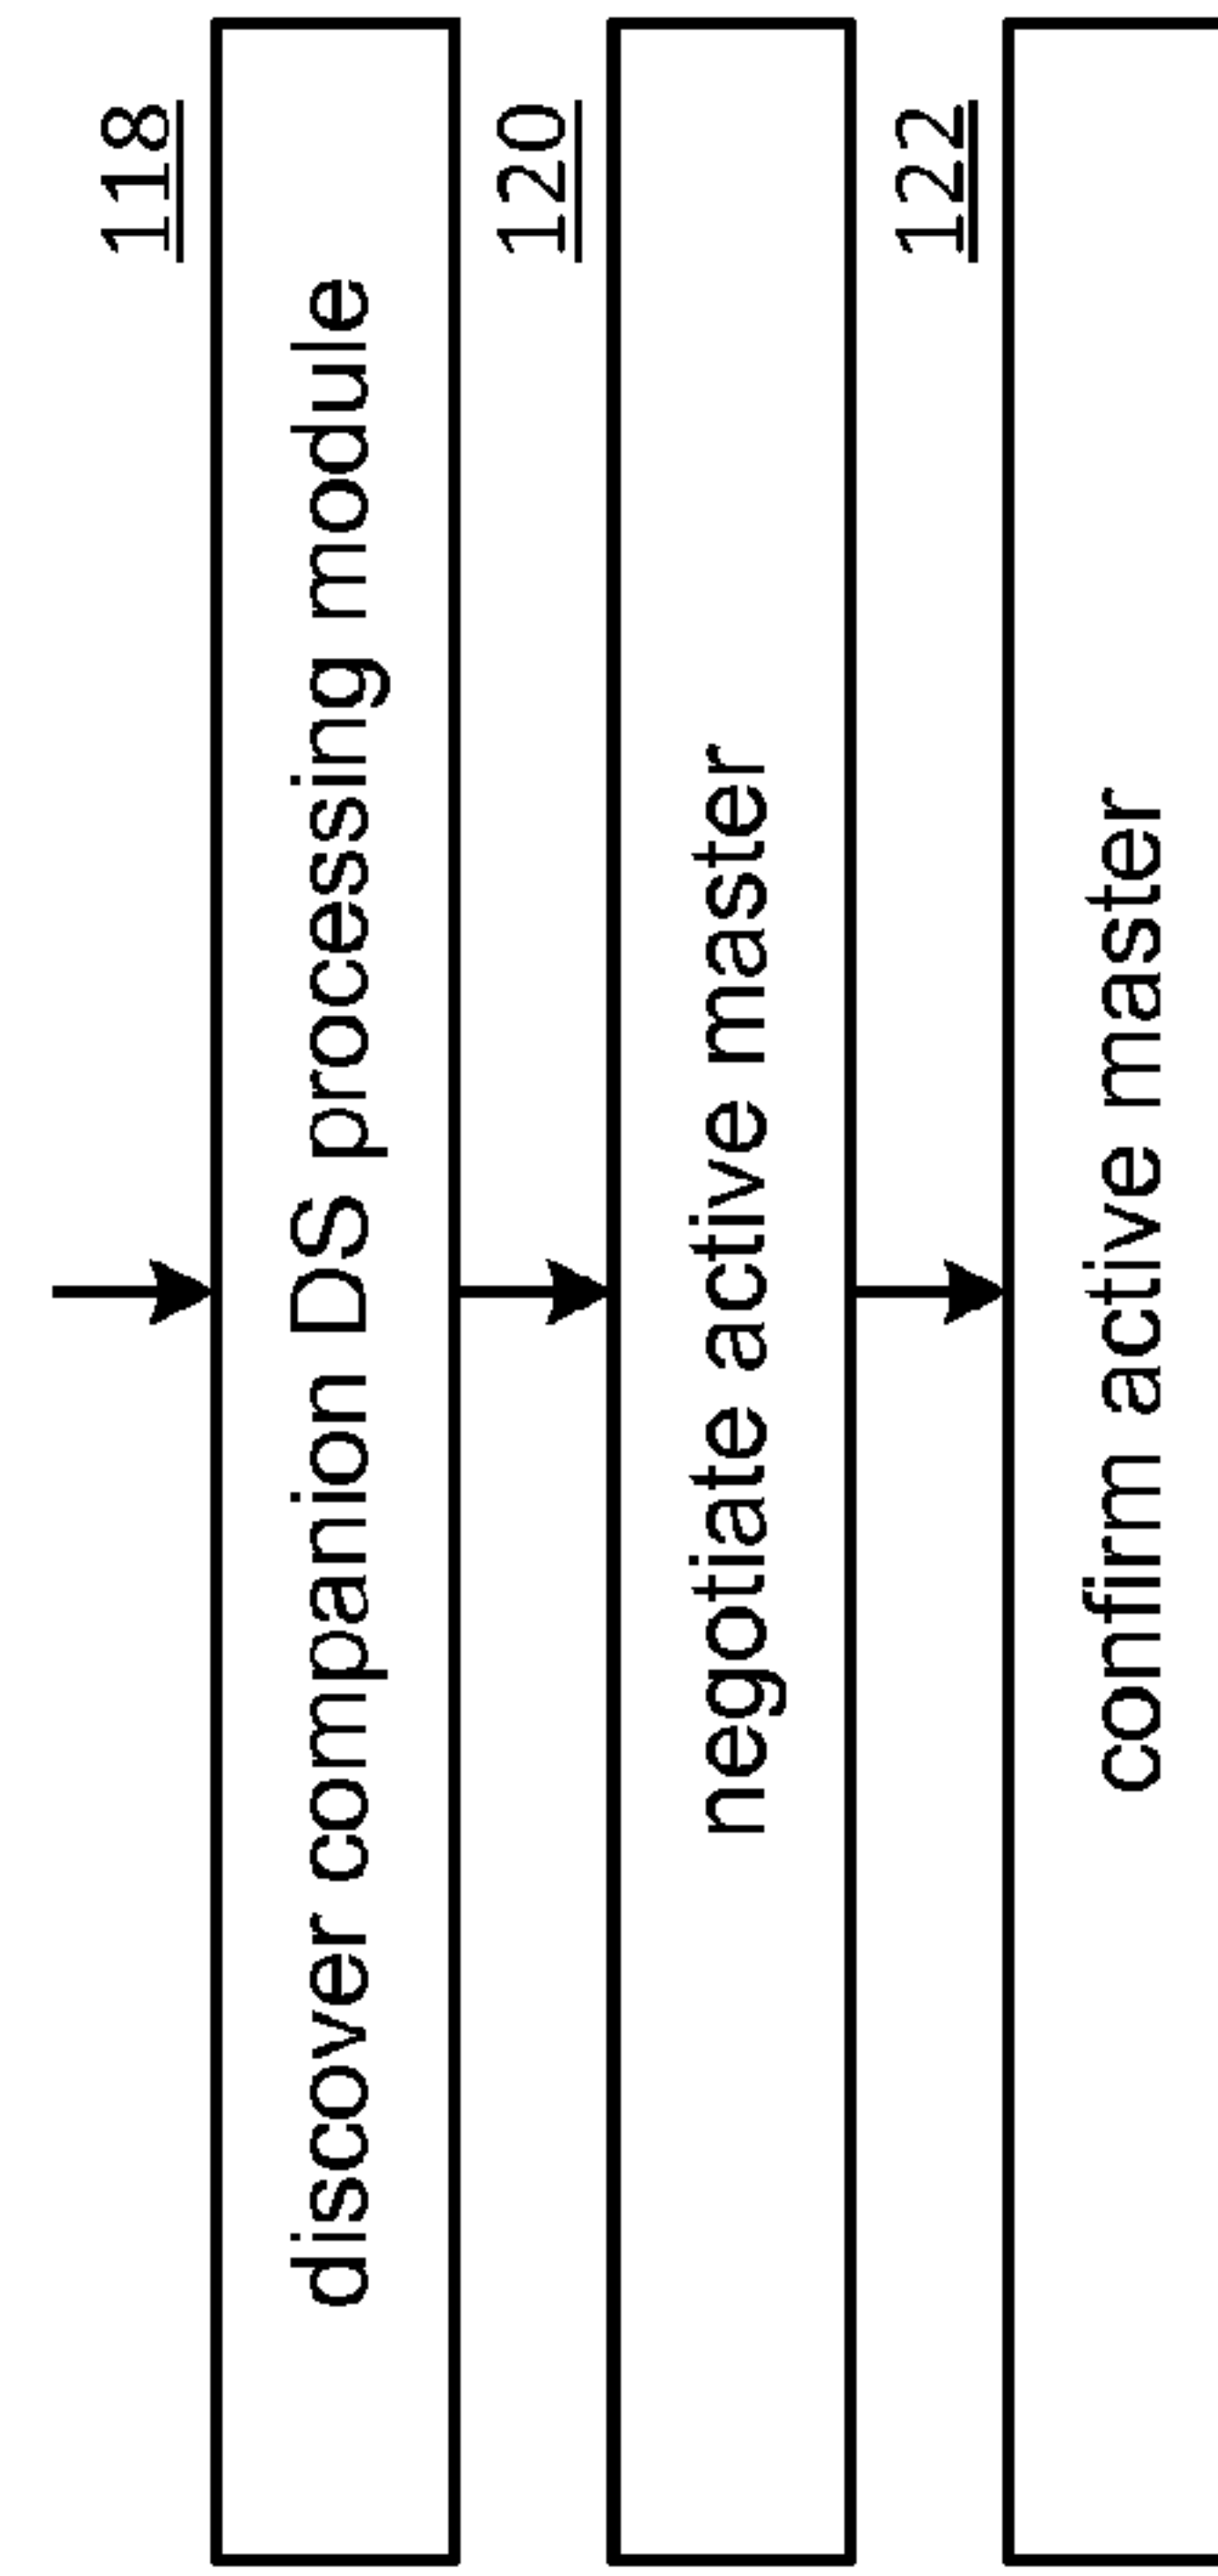 118
discover companion DS processing module
120
negotiate active master
122
confirm active master